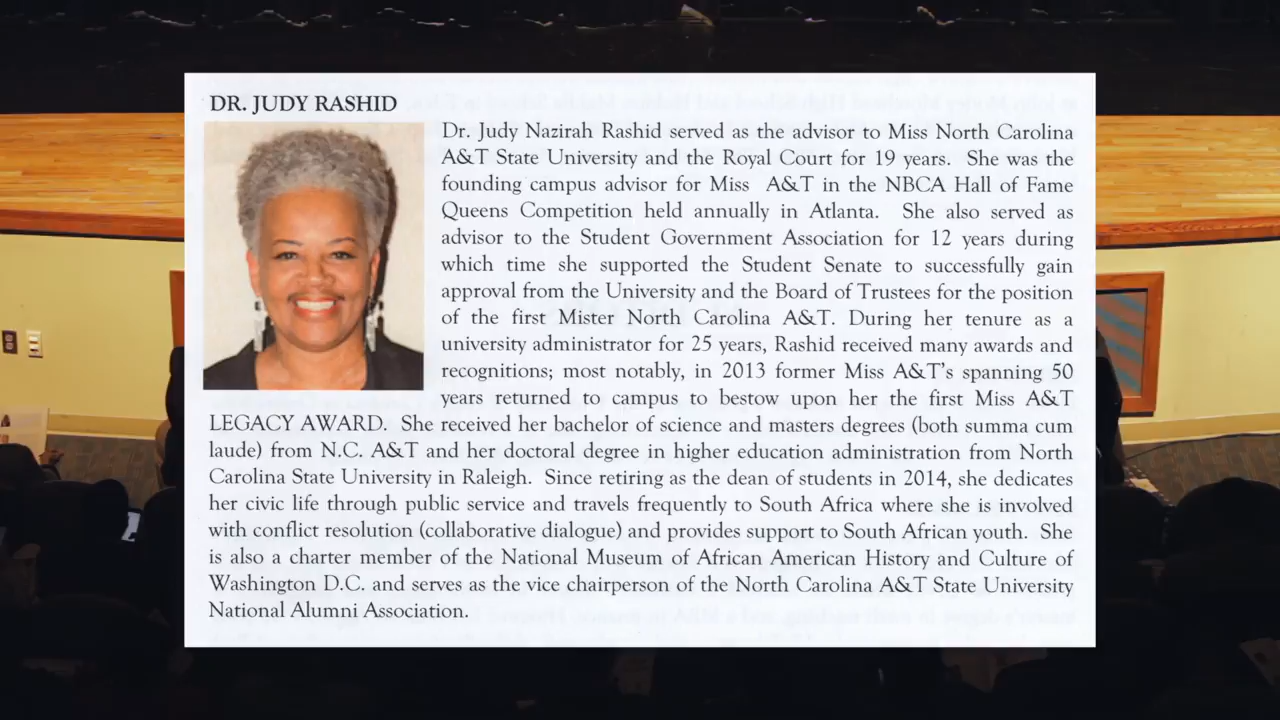 DR. JUDY RASHID
Dr. Judy Nazirah Rashid served as the advisor to Miss North Carolina
A&T State University and the Royal Court for 19 years. She was the
founding campus advisor for Miss A&T in the NBCA Hall of Fame
Queens Competition held annually in Atlanta. She also served as
advisor to the Student Government Association for 12 years during
which time she supported the Student Senate to successfully gain
approval from the University and the Board of Trustees for the position
of the first Mister North Carolina A&T. During her tenure as a
university administrator for 25 years, Rashid received many awards and
recognitions; most notably, in 2013 former Miss A&T's spanning 50
years returned to campus to bestow upon her the first Miss A&T
LEGACY AWARD. She received her bachelor of science and masters degrees (both summa cum
laude) from N.C. A&T and her doctoral degree in higher education administration from North
Carolina State University in Raleigh. Since retiring as the dean of students in 2014, she dedicates
her civic life through public service and travels frequently to South Africa where she is involved
with conflict resolution (collaborative dialogue) and provides support to South African youth. She
is also a charter member of the National Museum of African American History and Culture of
Washington D.C. and serves as the vice chairperson of the North Carolina A&T State University
National Alumni Association.